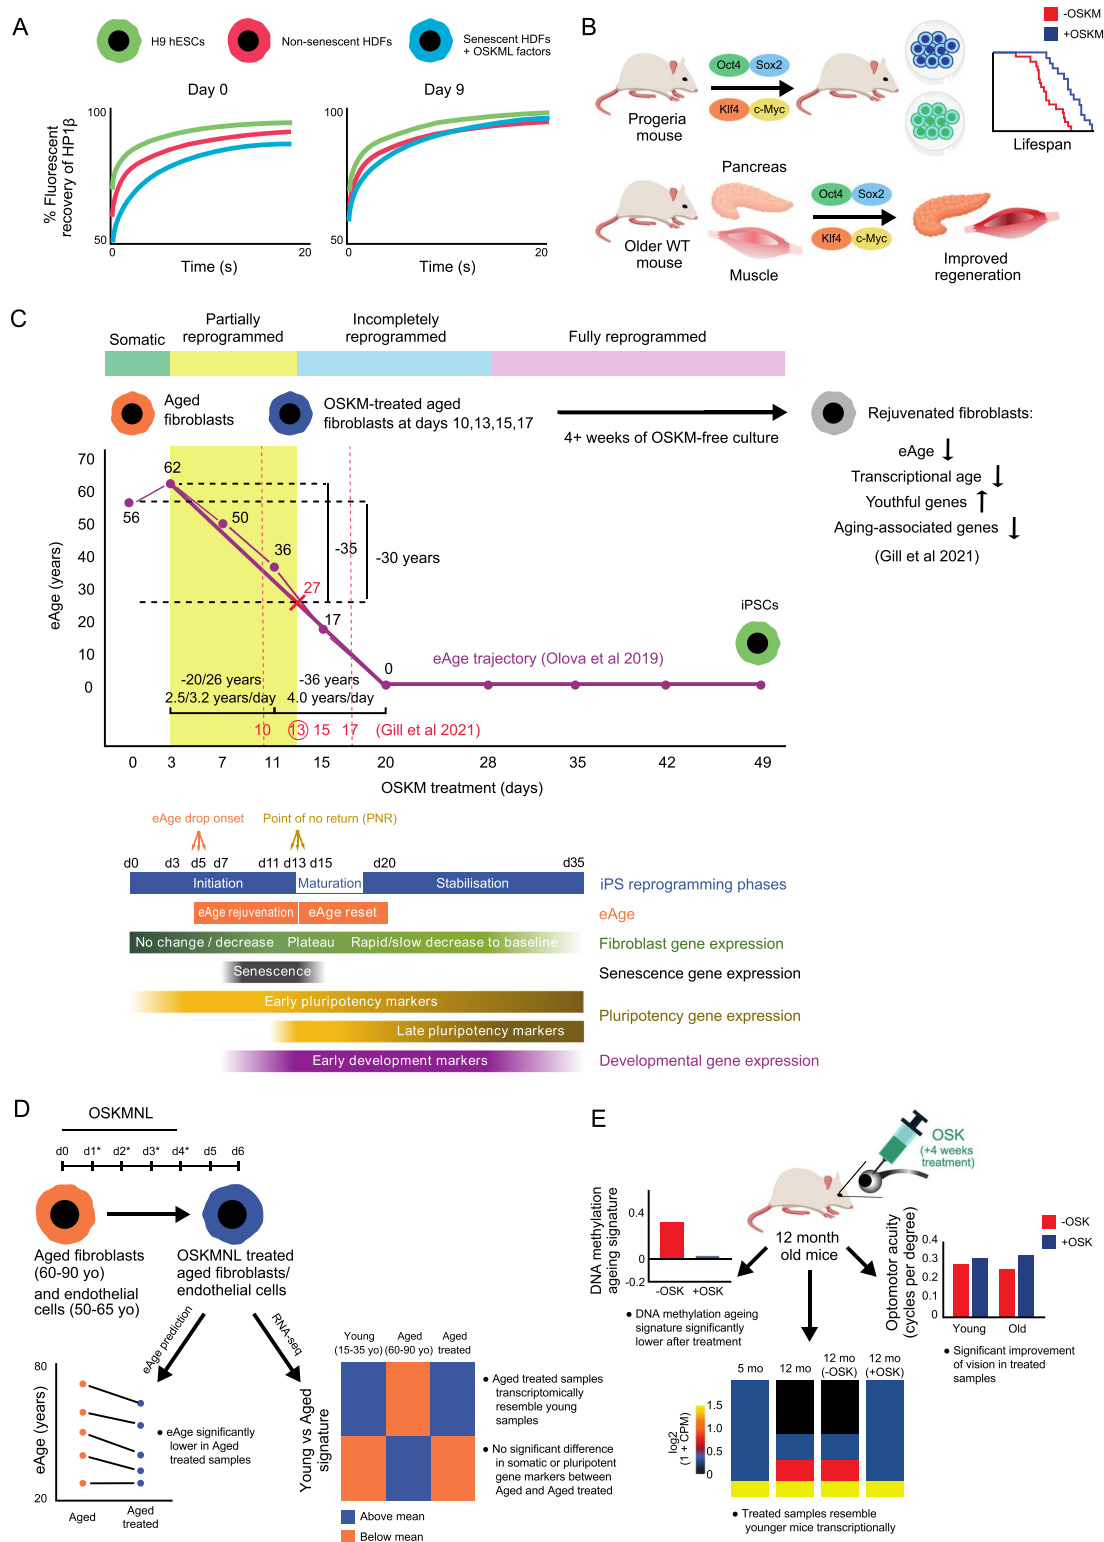 A
H9 hESCs
Non-senescent HDFs
Senescent HDFs
+ OSKML factors
Day 0
Day 9
% Fluorescent
recovery of HP1β
100
50
0
20
Time (s)
100
50
0
20
Time (s)
B
-OSKM
+OSKM
Oct4
Sox2
Klf4
c-Myc
Progeria
mouse
Lifespan
Pancreas
Oct4
Sox2
Klf4
c-Myc
Older WT
mouse
Muscle
Improved
regeneration
C
Somatic
Partially
reprogrammed
Incompletely
reprogrammed
Fully reprogrammed
Aged
fibroblasts
OSKM-treated aged
fibroblasts at days 10,13,15,17
4+ weeks of OSKM-free culture
Rejuvenated fibroblasts:
eAge
Transcriptional age
Youthful genes
Aging-associated genes
(Gill et al 2021)
eAge (years)
70
60
50
40
30
20
10
0
62
56
50
36
27
17
0
-35
-30 years
iPSCs
eAge trajectory (Olova et al 2019)
-20/26 years
2.5/3.2 years/day
-36 years
4.0 years/day
10
13
15
17
(Gill et al 2021)
0
3
7
11
15
20
28
35
42
49
OSKM treatment (days)
eAge drop onset
Point of no return (PNR)
d0
d3
d5
d7
d11
d13
d15
d20
d35
Initiation
Maturation
Stabilisation
iPS reprogramming phases
eAge rejuvenation
eAge reset
eAge
No change / decrease
Plateau
Rapid/slow decrease to baseline
Fibroblast gene expression
Senescence
Senescence gene expression
Early pluripotency markers
Late pluripotency markers
Pluripotency gene expression
Early development markers
Developmental gene expression
D
OSKMNL
d0
d1*
d2*
d3*
d4*
d5
d6
Aged fibroblasts
(60-90 yo)
and endothelial
cells (50-65 yo)
OSKMNL treated
aged fibroblasts/
endothelial cells
eAge prediction
RNA-seq
eAge (years)
80
20
Aged
Aged
treated
● eAge significantly
lower in Aged
treated samples
Young
(15-35 yo)
Aged
(60-90 yo)
Aged
treated
Young vs Aged
signature
● Aged treated samples
transcriptomically
resemble young
samples
● No significant difference
in somatic or pluripotent
gene markers between
Aged and Aged treated
Above mean
Below mean
E
OSK
(+4 weeks
treatment)
12 month
old mice
DNA methylation
ageing signature
0.4
0
-0.2
-OSK
+OSK
● DNA methylation ageing
signature significantly
lower after treatment
-OSK
+OSK
Optomotor acuity
(cycles per degree)
0.4
0.3
0.2
0.1
0
Young
Old
● Significant improvement
of vision in treated
samples
5 mo
12 mo
12 mo
(-OSK)
12 mo
(+OSK)
log2
(1 + CPM)
1.5
1.0
0.5
0
● Treated samples resemble
younger mice transcriptionally